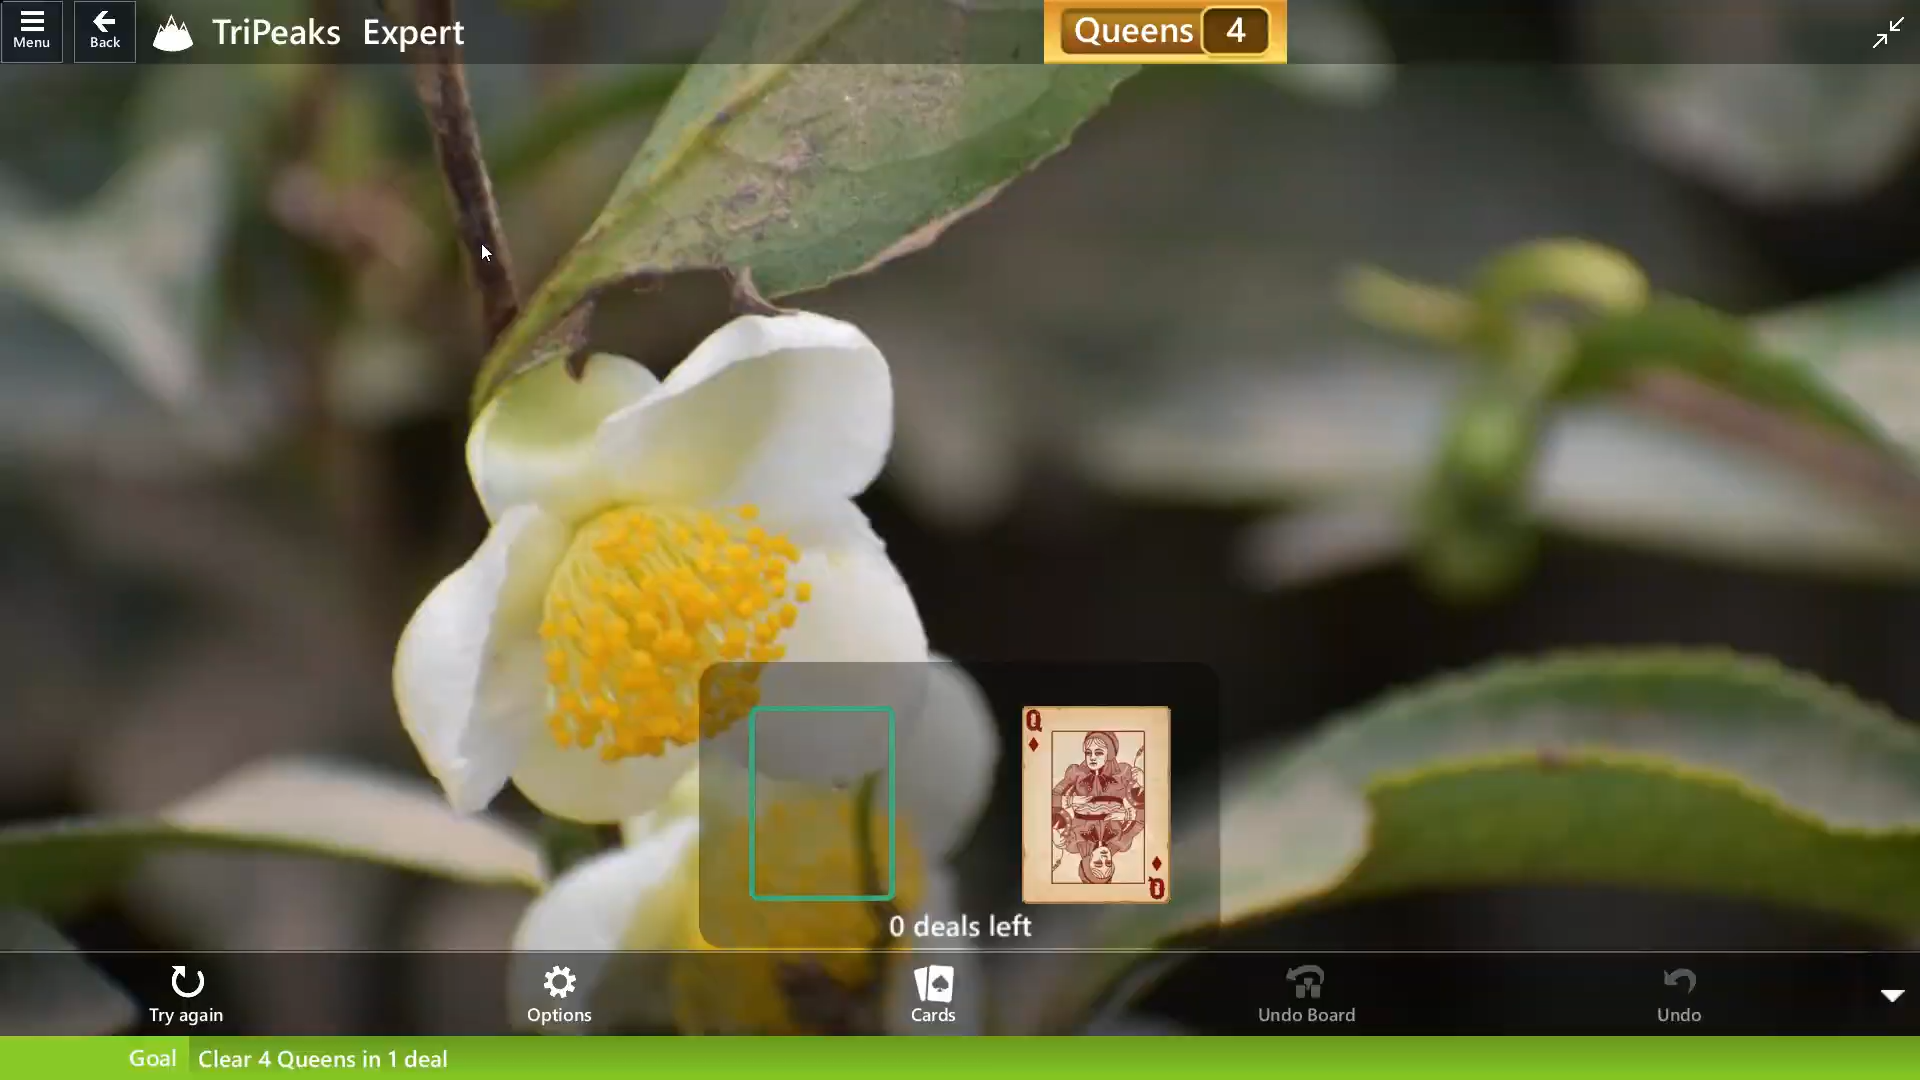 Menu
Back
TriPeaks Expert
Queens 4
Q
Q
0 deals left
Try again
Options
Cards
Undo Board
Undo
Goal Clear 4 Queens in 1 deal